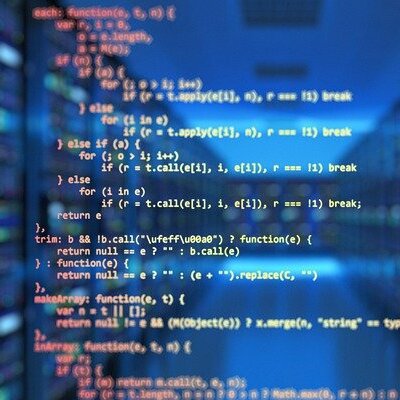 each: function(e, t, n) {
var r, i = 0,
o = e.length,
a = M(e);
if (n) {
if (a) {
for (; o > i; i++)
if (r = t.apply(e[i], n), r === !1) break
} else
for (i in e)
if (r = t.apply(e[i], n), r === !1) break
} else if (a) {
for (; o > i; i++)
if (r = t.call(e[i], i, e[i]), r === !1) break
} else
for (i in e)
if (r = t.call(e[i], i, e[i]), r === !1) break;
return e
},
trim: b && !b.call("\ufeff\u00a0") ? function(e) {
return null == e ? "" : b.call(e)
} : function(e) {
return null == e ? "" : (e + "").replace(C, "")
},
makeArray: function(e, t) {
var n = t || [];
return null != e && (M(Object(e)) ? x.merge(n, "string" == typ
},
inArray: function(e, t, n) {
var r;
if (t) {
if (m) return m.call(t, e, n);
for (r = t.length, n = n ? 0 > n ? Math.max(0, r + n) : n